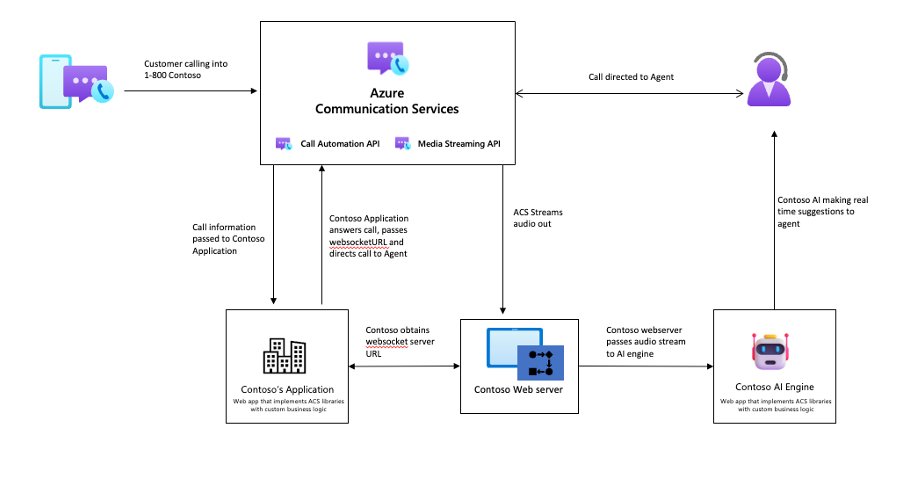 Customer calling into
1-800 Contoso
Azure
Communication Services
Call Automation API
Media Streaming API
Call directed to Agent
Call information
passed to Contoso
Application
Contoso Application
answers call, passes
websocketURL and
directs call to Agent
ACS Streams
audio out
Contoso AI making real
time suggestions to
agent
Contoso obtains
websocket server
URL
Contoso webserver
passes audio stream
to AI engine
Contoso's Application
Web app that implements ACS libraries
with custom business logic
Contoso Web server
Contoso AI Engine
Web app that implements ACS libraries
with custom business logic